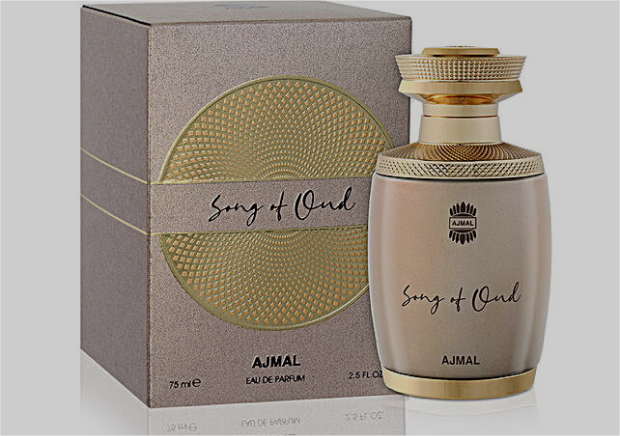 Song of Oud
AJMAL
EAU DE PARFUM
75 ml e 2.5 FL.OZ
AJMAL
Song of Oud
AJMAL